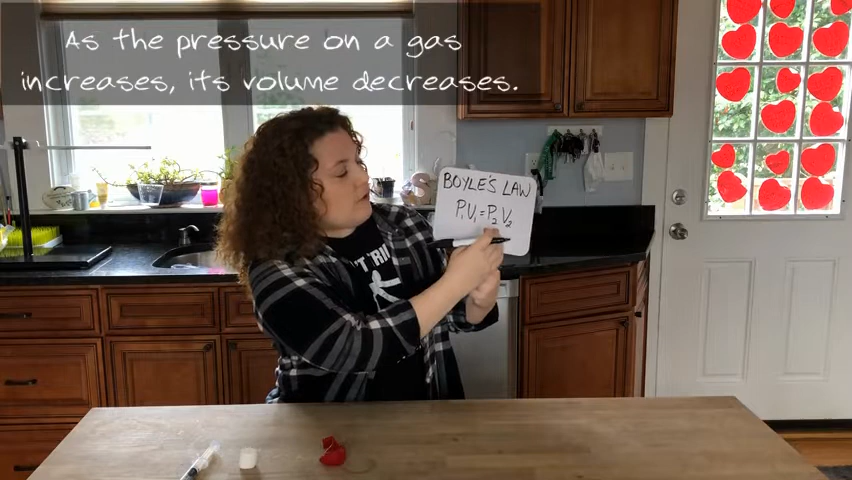 As the pressure on a gas
increases, its volume decreases.
BOYLE'S LAW
P₁V₁=P₂V₂